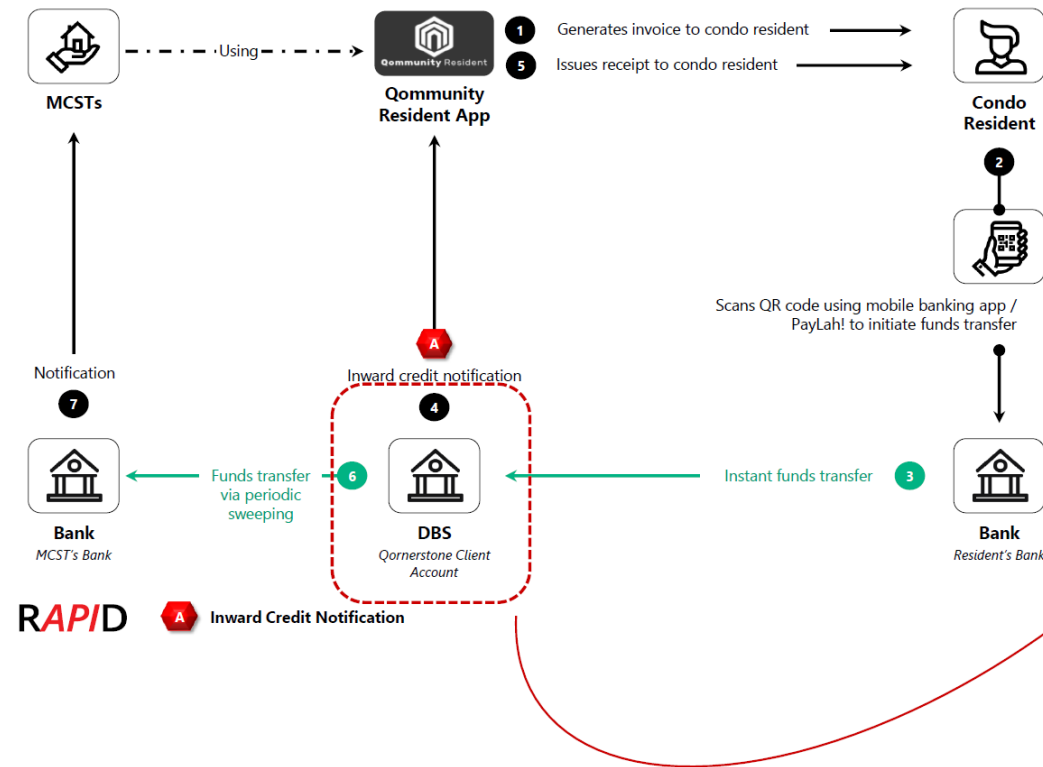 1 Generates invoice to condo resident
Using
Qommunity Resident
5 Issues receipt to condo resident
MCSTs
Qommunity
Resident App
Condo
Resident
2
Scans QR code using mobile banking app /
PayLah! to initiate funds transfer
A
Notification
Inward credit notification
7
4
Funds transfer
via periodic
sweeping
6
Instant funds transfer
3
Bank
MCST's Bank
DBS
Qornerstone Client
Account
Bank
Resident's Bank
RAPID
A Inward Credit Notification